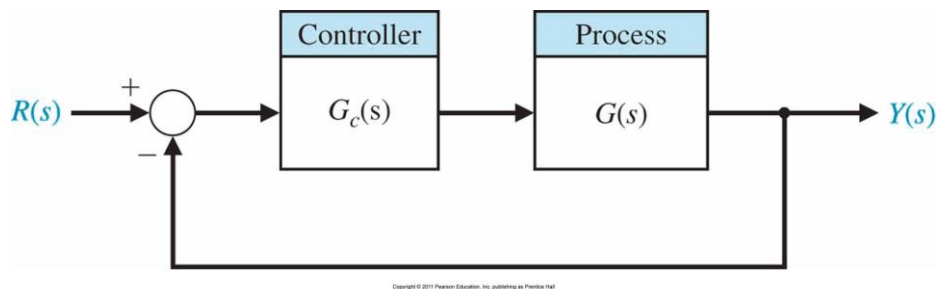 Controller
Process
+
R(s)
G_c(s)
G(s)
Y(s)
−
Copyright © 2011 Pearson Education, Inc. publishing as Prentice Hall